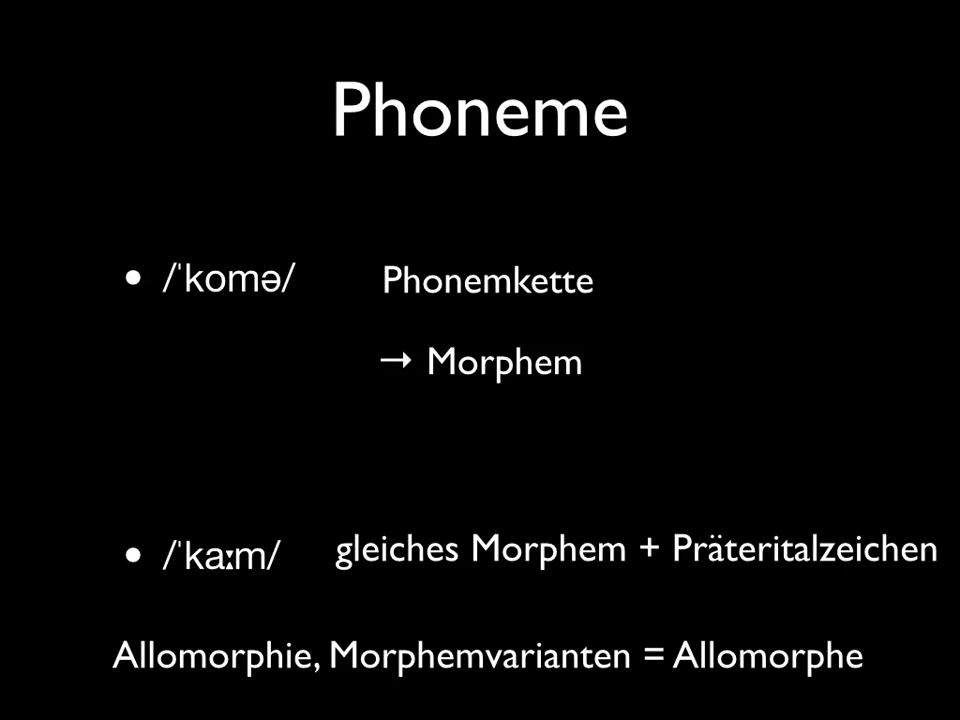 Phoneme
• /ˈkomə/ Phonemkette
→ Morphem
• /ˈkaːm/ gleiches Morphem + Präteritalzeichen
Allomorphie, Morphemvarianten = Allomorphe